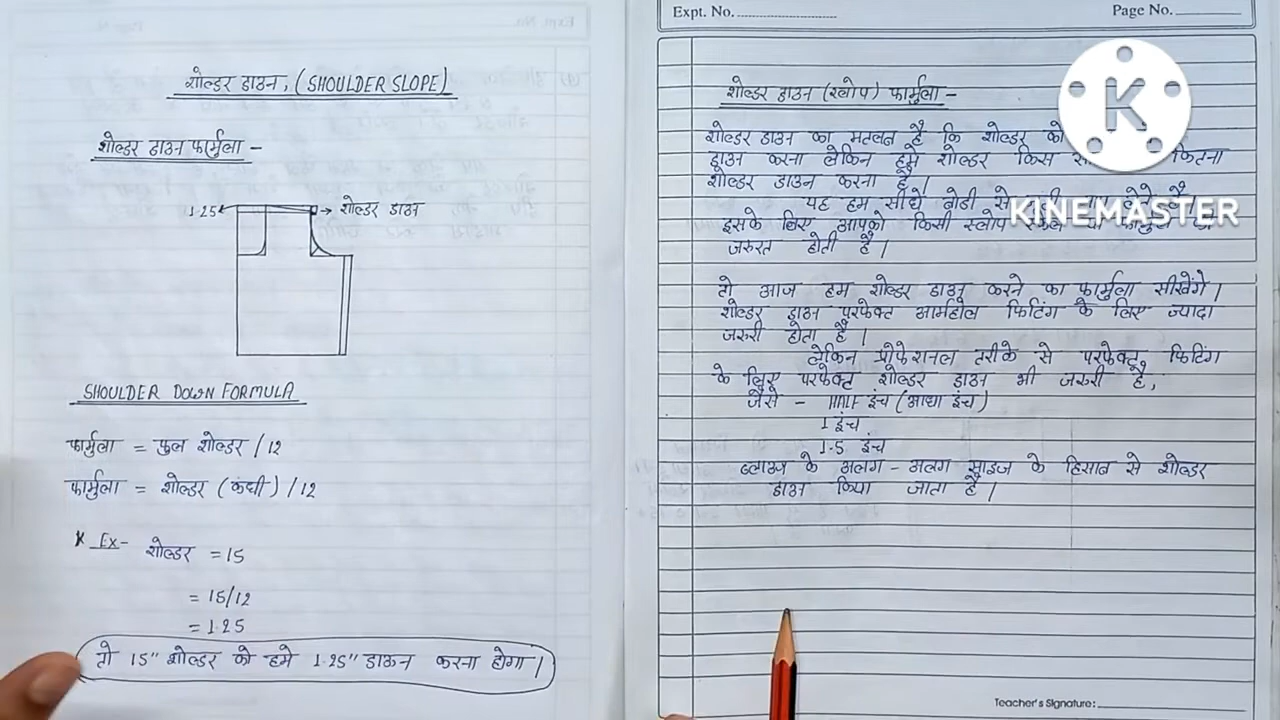 शोल्डर डाउन, (SHOULDER SLOPE)
शोल्डर डाउन फार्मुला -
1.25
→ शोल्डर डाउन
SHOULDER DOWN FORMULA
फार्मुला = फुल शोल्डर / 12
फार्मुला = शोल्डर (कंधी) / 12
* Ex- शोल्डर = 15
= 15/12
= 1.25
तो 15" शोल्डर को हमे 1.25" डाऊन करना होगा।
Expt. No.
Page No.
शोल्डर डाउन (स्लोप) फार्मुला -
शोल्डर डाउन का मतलब है कि शोल्डर को
डाउन करना लेकिन हमे शोल्डर किस कितना
शोल्डर डाउन करना है।
यह हम सीधे बोडी से
इसके लिए आपको किसी स्लोप
जरुरत होती है।
तो आज हम शोल्डर डाउन करने का फार्मुला सीखेंगे।
शोल्डर डाउन परफेक्ट आर्महोल फिटिंग के लिए ज्यादा
जरुरी होता है।
लेकिन प्रोफेशनल तरीके से परफेक्ट फिटिंग
के लिए परफेक्ट शोल्डर डाउन भी जरुरी है,
जैसे - HALF इंच (आधा इंच)
1 इंच
1.5 इंच
ब्लाउज के अलग - अलग साइज के हिसाब से शोल्डर
डाउन किया जाता है।
Teacher's Signature:
K
KINEMASTER